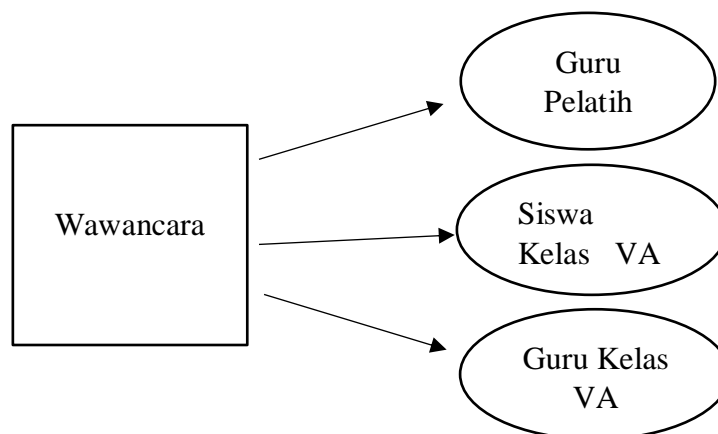 Wawancara
Guru
Pelatih
Siswa
Kelas VA
Guru Kelas
VA